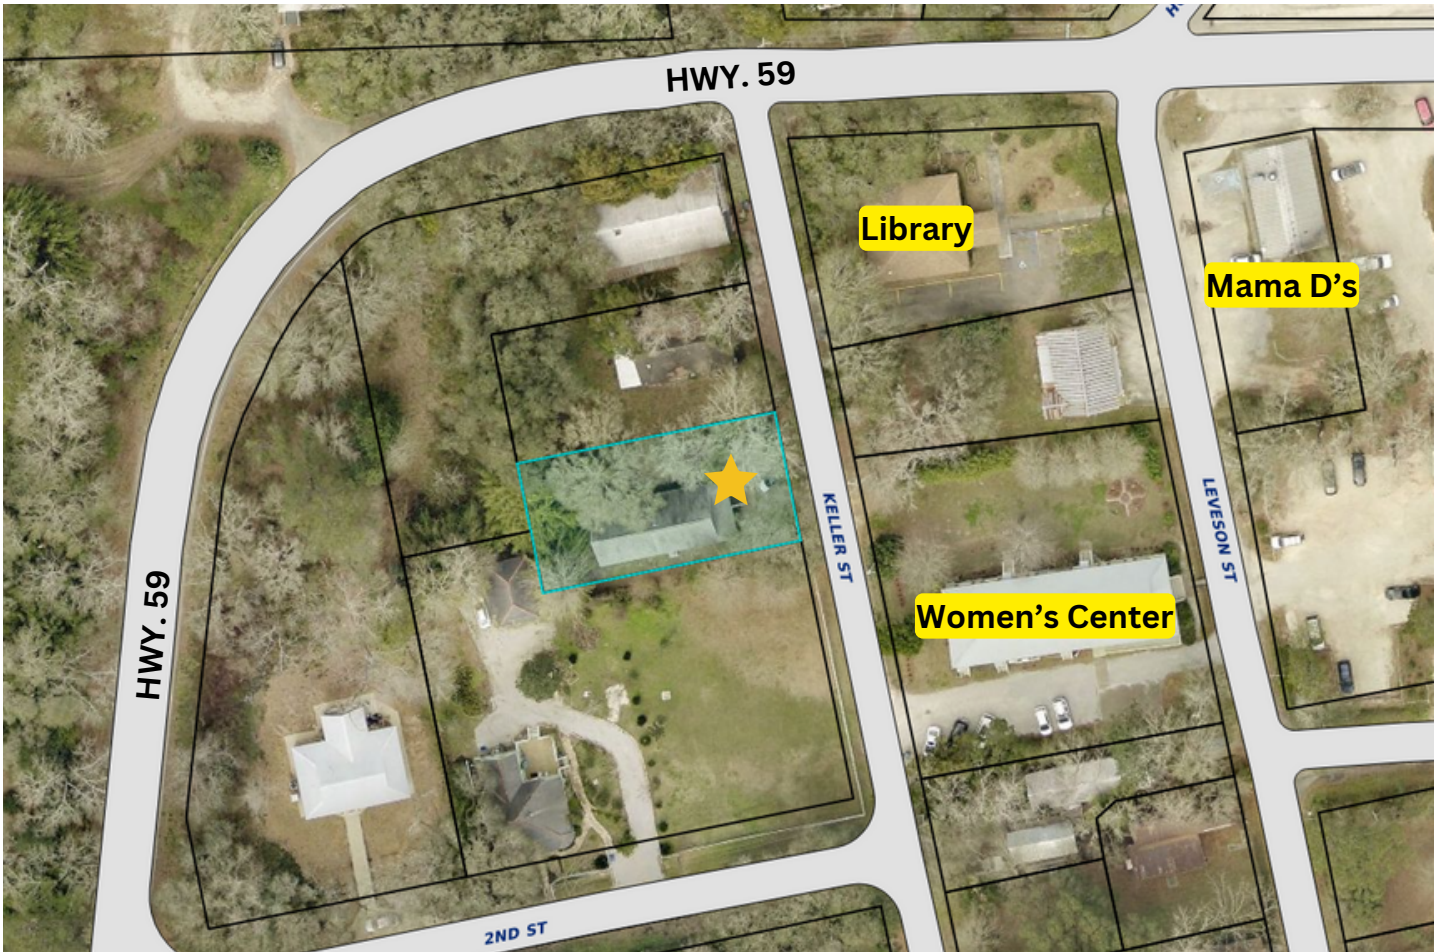 HWY. 59
Library
Mama D's
KELLER ST
LEVESON ST
HWY. 59
Women's Center
2ND ST